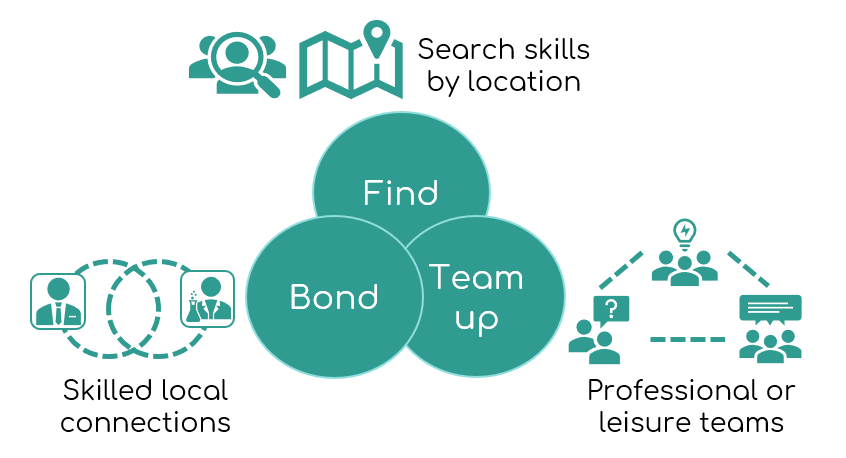 Search skills
by location
Find
Bond
Team
up
?
Skilled local
connections
Professional or
leisure teams